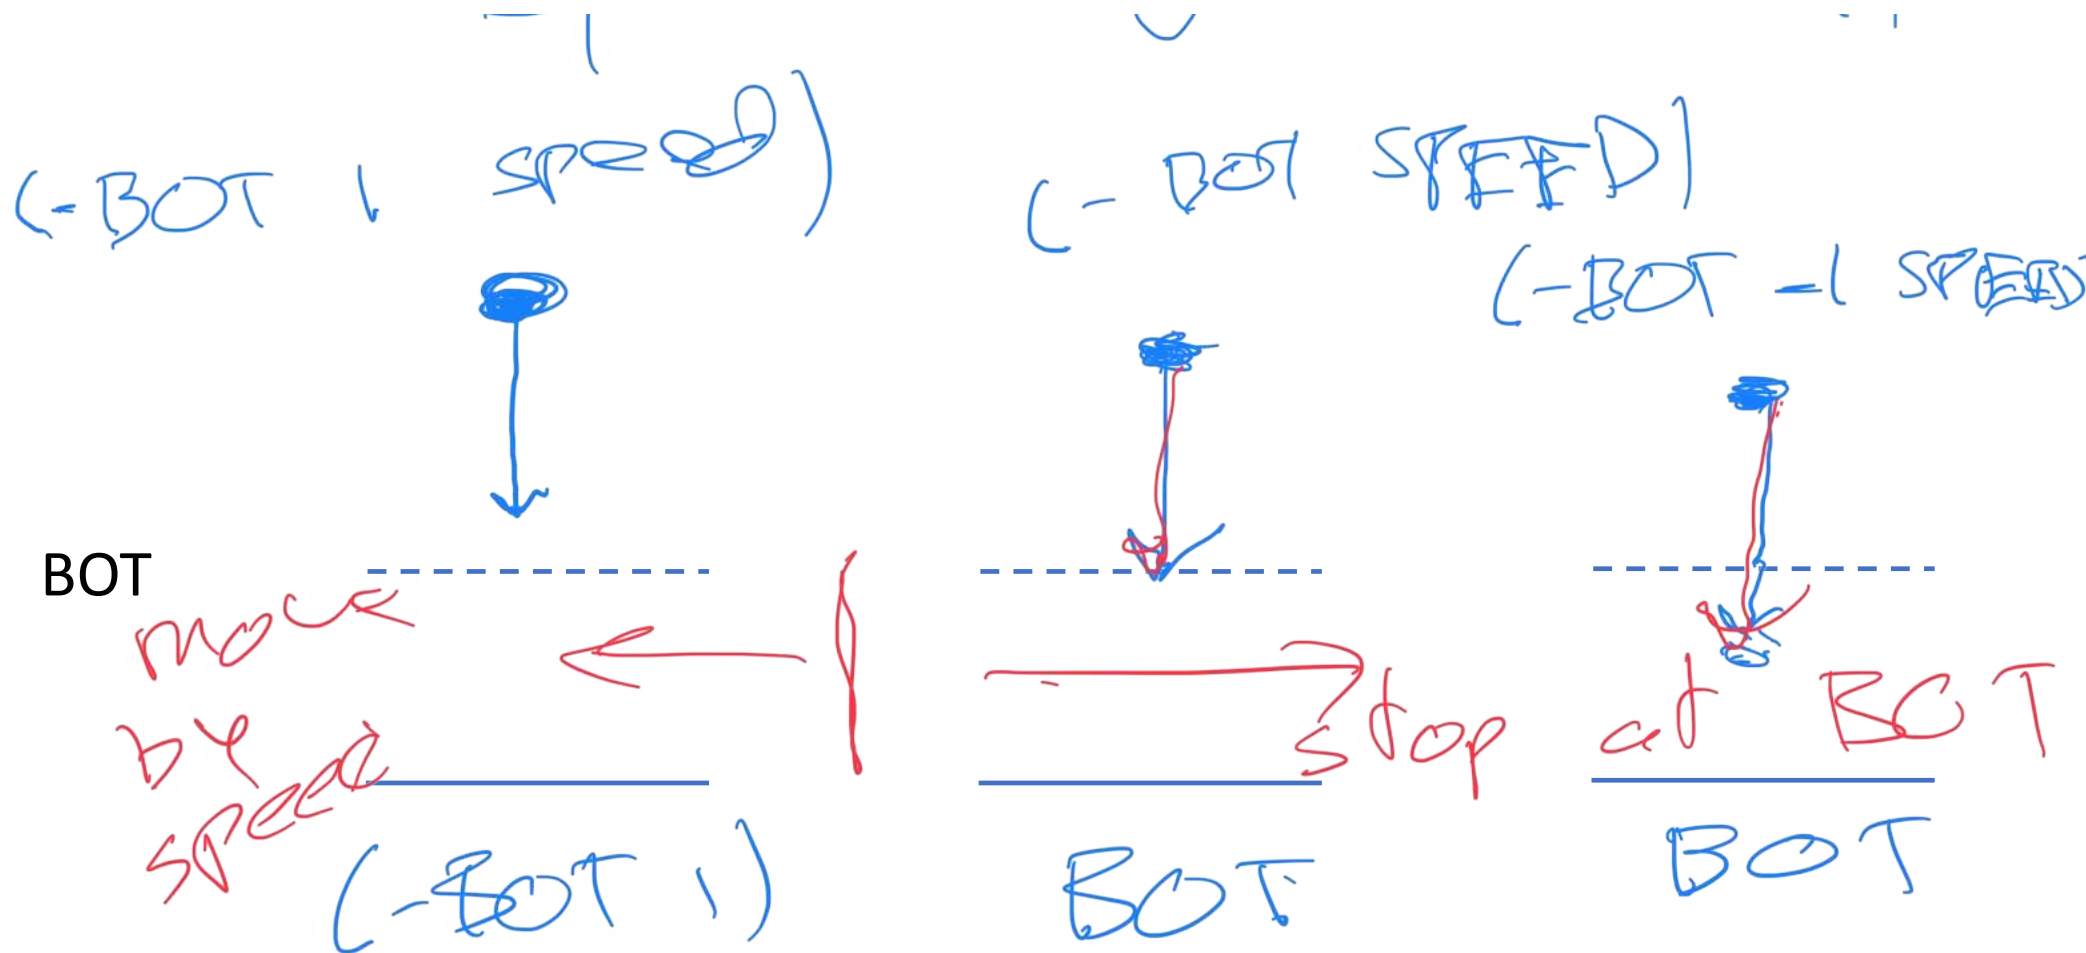 (-BOT 1 speed)
(- BOT SPEED)
(-BOT -1 SPEED
BOT
move
by
speed
stop at BOT
(-BOT 1)
BOT
BOT